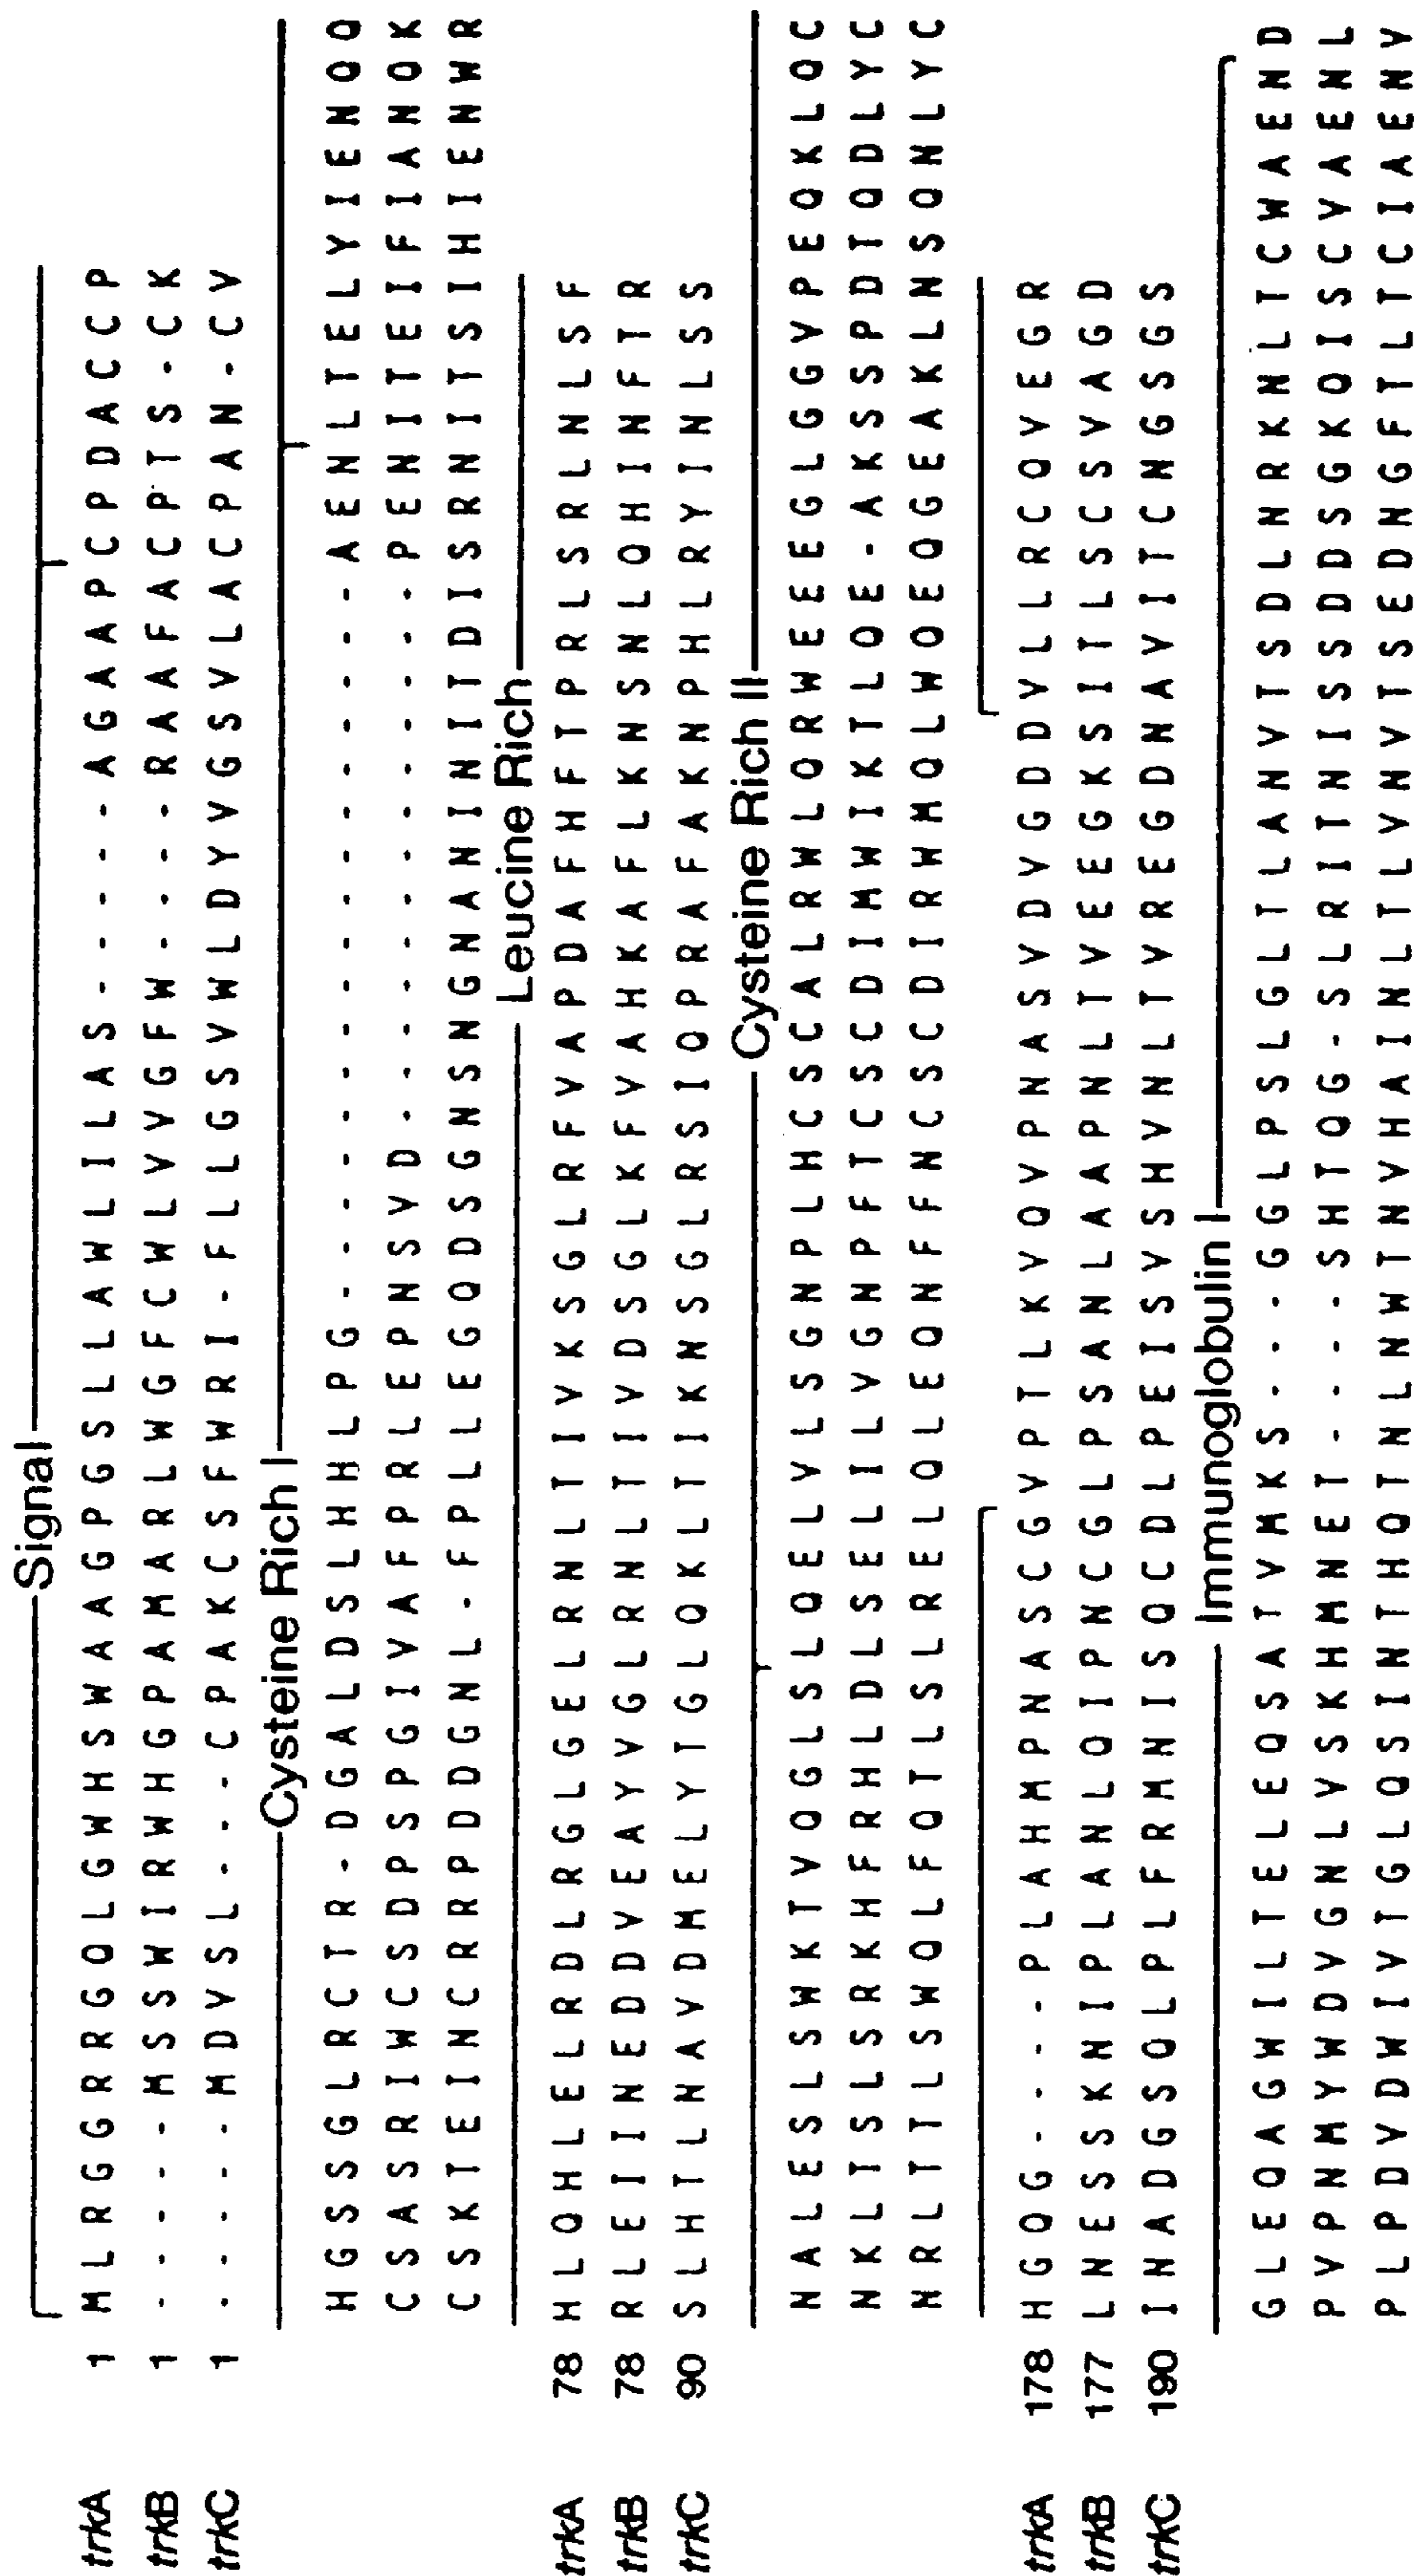 Signal
trkA 1 M L R G G R R G Q L G W H S W A A G P G S L L A W L I L A S - - - - - A G A A P C P D A C C P
trkB 1 - - - - - M S S W I R W H G P A M A R L W G F C W L V V G F W - - - - R A A F A C P T S - C K
trkC 1 - - - - - M D V S L - - - C P A K C S F W R I - F L L G S V W L D Y V G S V L A C P A N - C V
Cysteine Rich I
H G S S G L R C T R - D G A L D S L H H L P G - - - - - - - - - - - - - - - - - A E N L T E L Y I E N Q Q
C S A S R I W C S D P S P G I V A F P R L E P N S V D - - - - - - - - - - - - - P E N I T E I F I A N Q K
C S K T E I N C R R P D D G N L - F P L L E G Q D S G N S N G N A N I N I T D I S R N I T S I H I E N W R
Leucine Rich
trkA 78 H L Q H L E L R D L R G L G E L R N L T I V K S G L R F V A P D A F H F T P R L S R L N L S F
trkB 78 R L E I I N E D D V E A Y V G L R N L T I V D S G L K F V A H K A F L K N S N L Q H I N F T R
trkC 90 S L H T L N A V D M E L Y T G L Q K L T I K N S G L R S I Q P R A F A K N P H L R Y I N L S S
Cysteine Rich II
N A L E S L S W K T V Q G L S L Q E L V L S G N P L H C S C A L R W L Q R W E E E G L G G V P E Q K L Q C
N K L T S L S R K H F R H L D L S E L I L V G N P F T C S C D I M W I K T L Q E - A K S S P D T Q D L Y C
N R L T T L S W Q L F Q T L S L R E L Q L E Q N F F N C S C D I R W M Q L W Q E Q G E A K L N S Q N L Y C
trkA 178 H G Q G - - - - P L A H M P N A S C G V P T L K V Q V P N A S V D V G D D V L L R C Q V E G R
trkB 177 L N E S S K N I P L A N L Q I P N C G L P S A N L A A P N L T V E E G K S I T L S C S V A G D
trkC 190 I N A D G S Q L P L F R M N I S Q C D L P E I S V S H V N L T V R E G D N A V I T C N G S G S
Immunoglobulin I
G L E Q A G W I L T E L E Q S A T V M K S - - - G G L P S L G L T L A N V T S D L N R K N L T C W A E N D
P V P N M Y W D V G N L V S K H M N E T - - - - S H T Q G - S L R I T N I S S D D S G K Q I S C Y A E N L
P L P D V D W I V T G L Q S I N T H Q T N L N W T N V H A I N L T L V N V T S E D N G F T L T C I A E N V